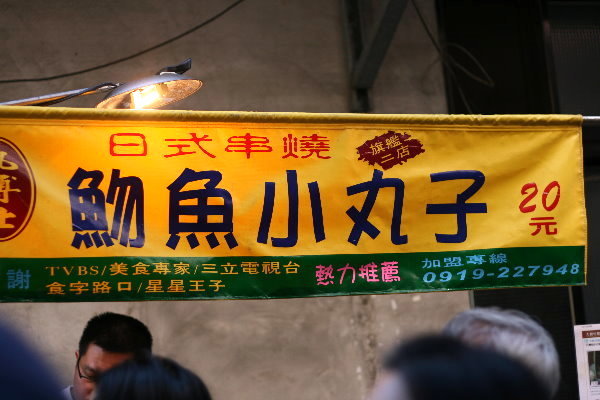 日式串燒
旗艦
二店
博士
魩魚小丸子
20
元
謝
TVBS/美食專家/三立電視台
食字路口/星星王子
熱力推薦
加盟專線
0919-227948